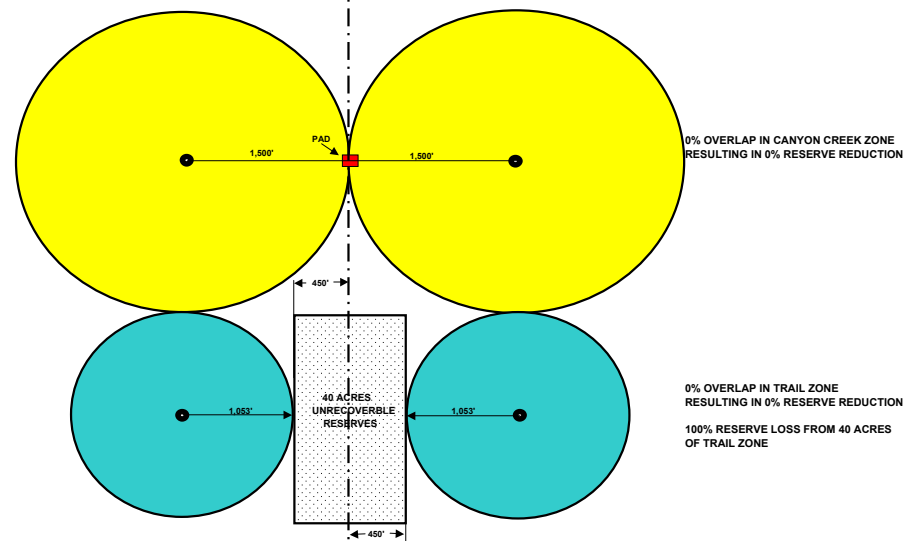 PAD
1,500'
1,500'
0% OVERLAP IN CANYON CREEK ZONE
RESULTING IN 0% RESERVE REDUCTION
450'
40 ACRES
UNRECOVERBLE
RESERVES
1,053'
1,053'
0% OVERLAP IN TRAIL ZONE
RESULTING IN 0% RESERVE REDUCTION
100% RESERVE LOSS FROM 40 ACRES
OF TRAIL ZONE
450'